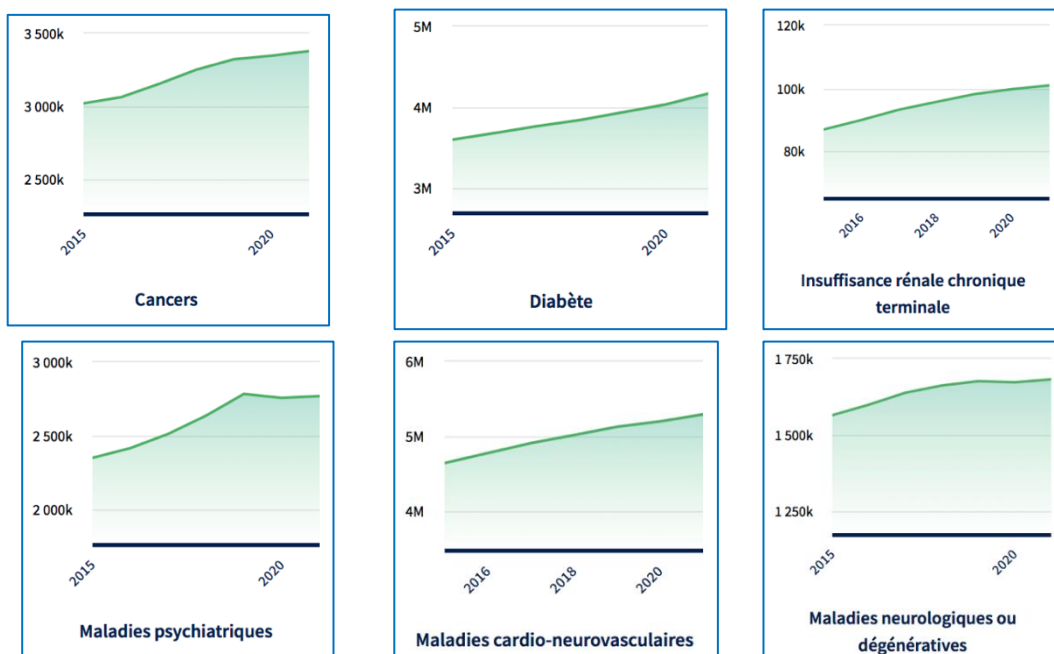 3 500k
3 000k
2 500k
2015
2020
Cancers
5M
4M
3M
2015
2020
Diabète
120k
100k
80k
2016
2018
2020
Insuffisance rénale chronique
terminale
3 000k
2 500k
2 000k
2015
2020
Maladies psychiatriques
6M
5M
4M
2016
2018
2020
Maladies cardio-neurovasculaires
1 750k
1 500k
1 250k
2015
2020
Maladies neurologiques ou
dégénératives